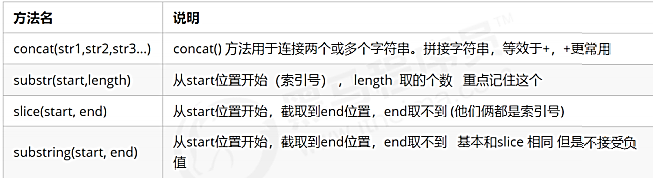 方法名 说明
concat(str1,str2,str3...) concat() 方法用于连接两个或多个字符串。拼接字符串，等效于+，+更常用
substr(start,length) 从start位置开始（索引号）， length 取的个数 重点记住这个
slice(start, end) 从start位置开始，截取到end位置，end取不到 (他们俩都是索引号)
substring(start, end) 从start位置开始，截取到end位置，end取不到 基本和slice 相同 但是不接受负
值